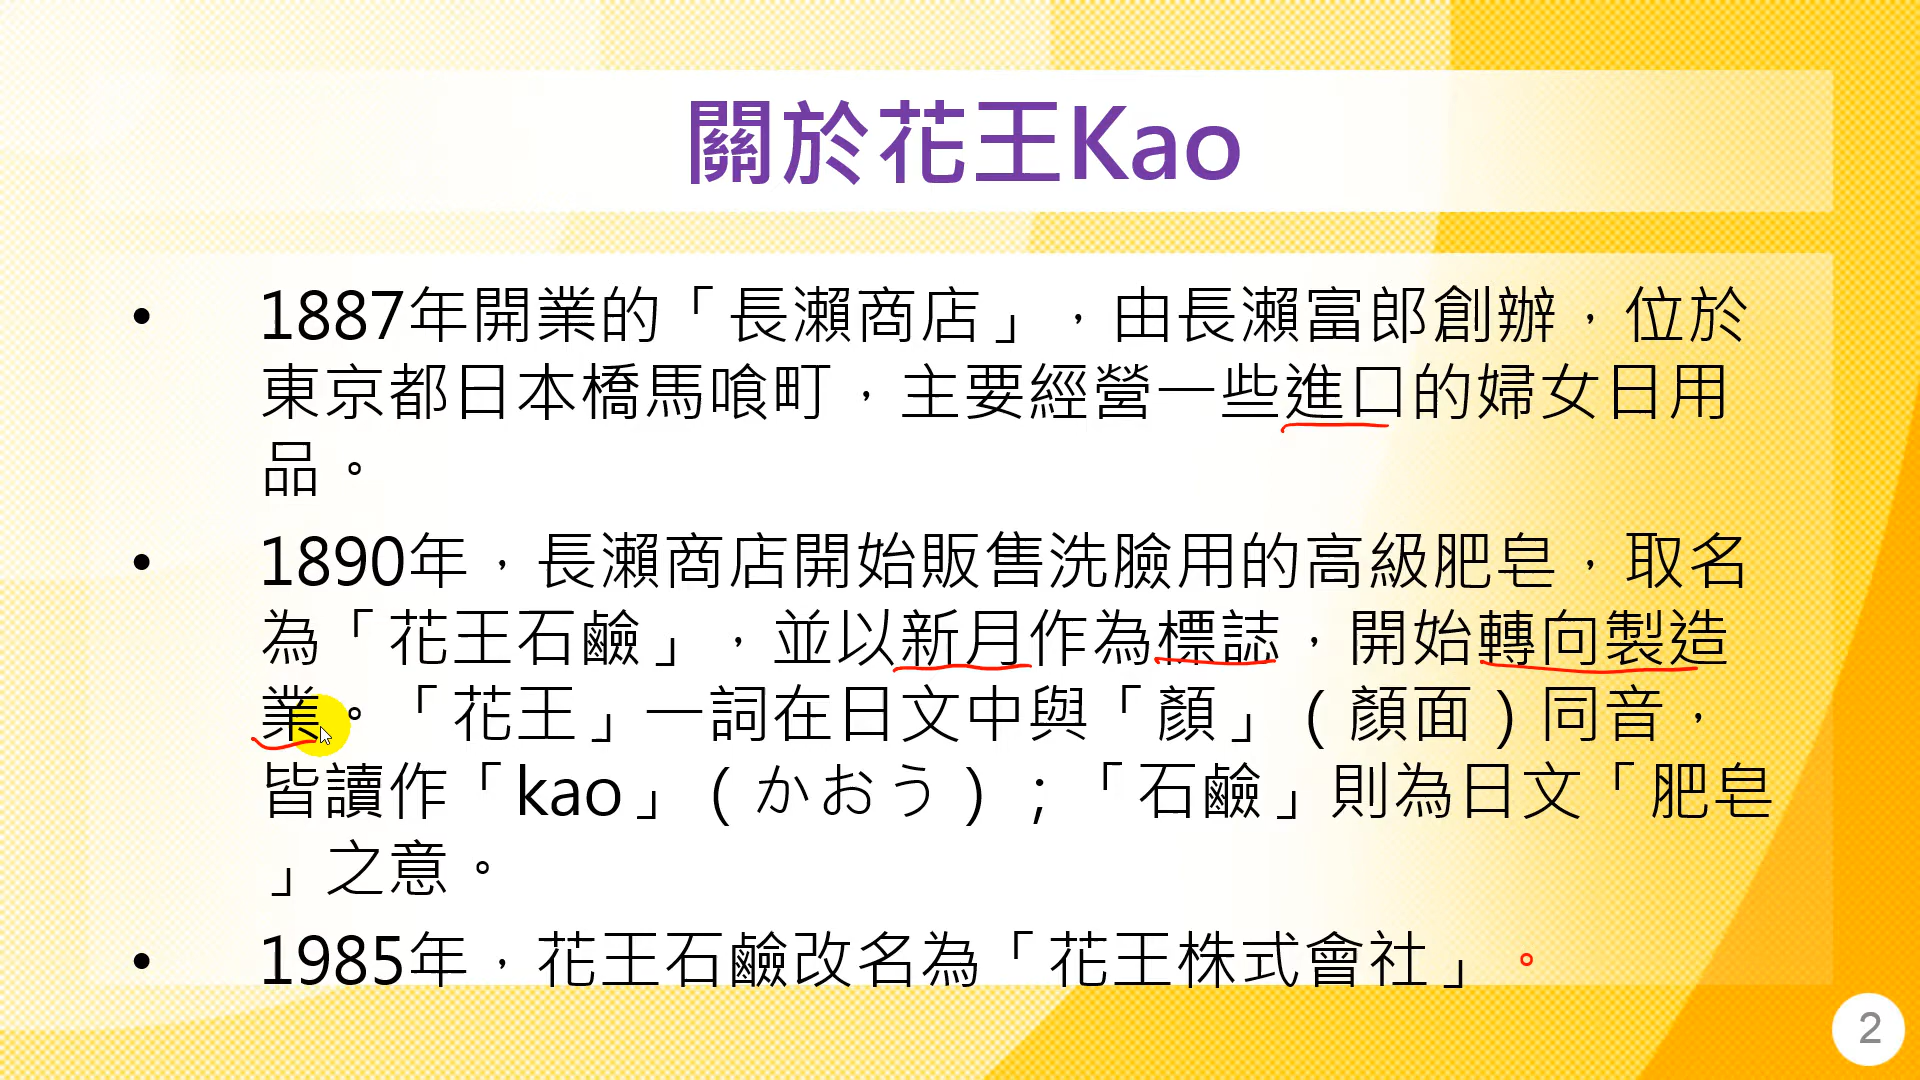 關於花王Kao
• 1887年開業的「長瀨商店」，由長瀨富郎創辦，位於
東京都日本橋馬喰町，主要經營一些進口的婦女日用
品。
• 1890年，長瀨商店開始販售洗臉用的高級肥皂，取名
為「花王石鹼」，並以新月作為標誌，開始轉向製造
業。「花王」一詞在日文中與「顏」（顏面）同音，
皆讀作「kao」（かおう）；「石鹼」則為日文「肥皂
」之意。
• 1985年，花王石鹼改名為「花王株式會社」。
2